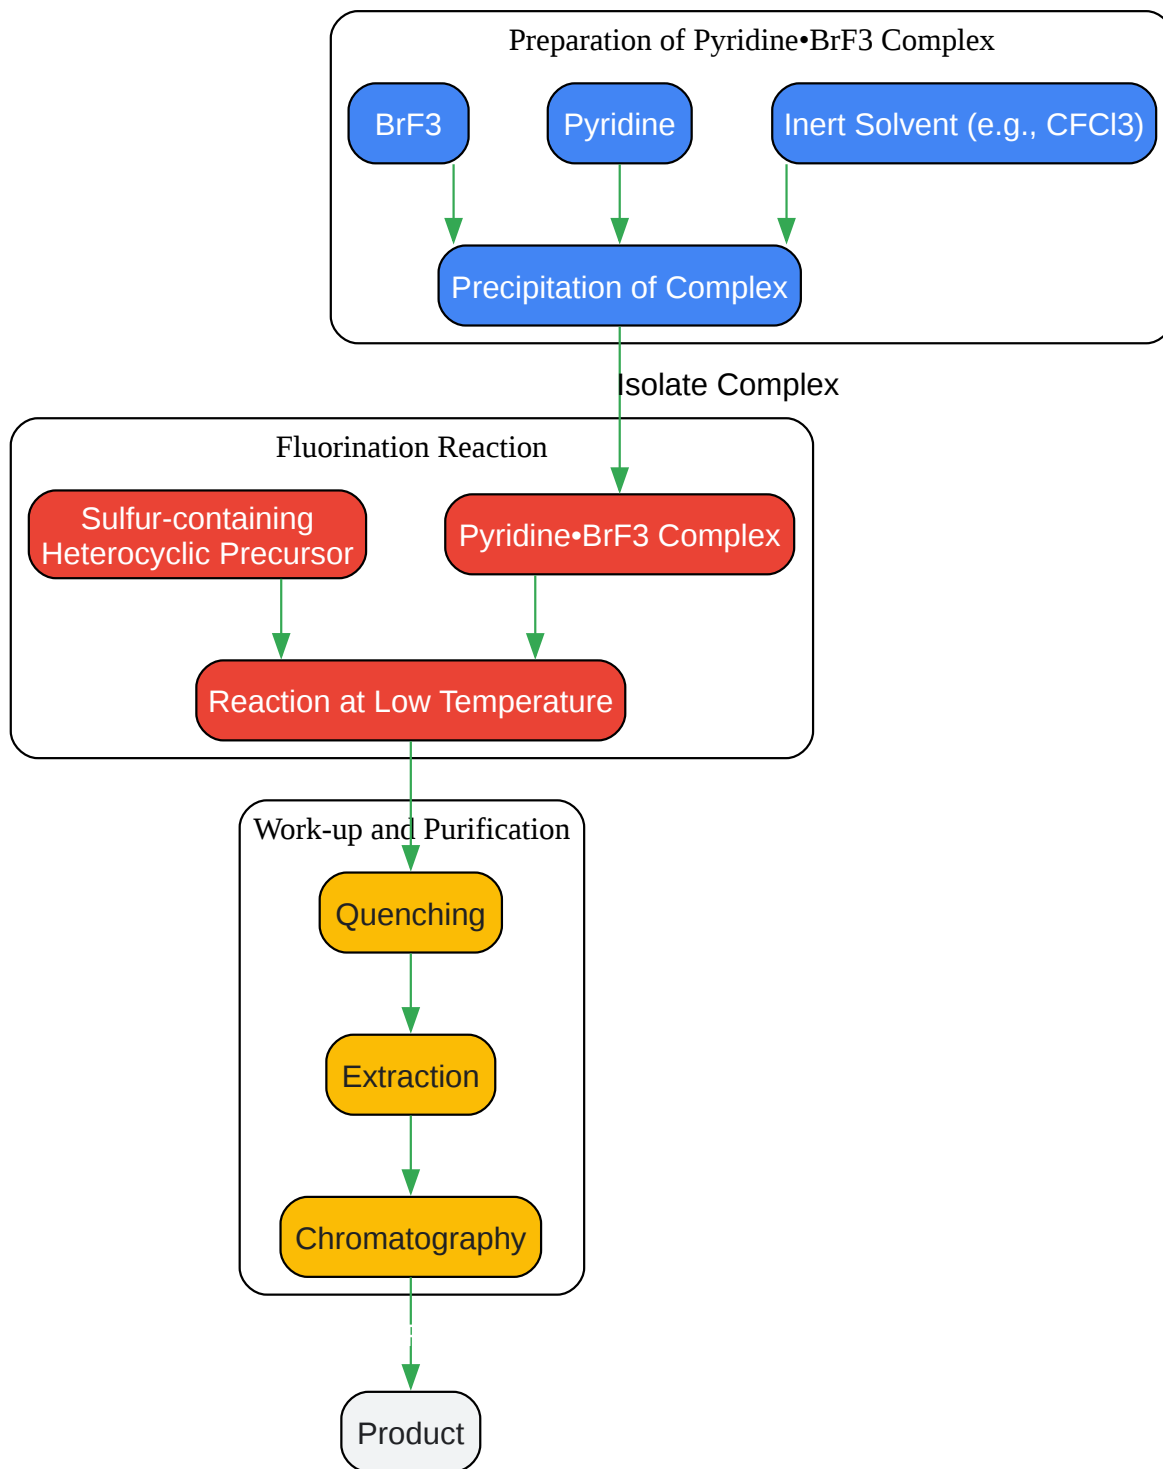 Preparation of Pyridine•BrF3 Complex
BrF3
Pyridine
Inert Solvent (e.g., CFCl3)
Precipitation of Complex
Isolate Complex
Fluorination Reaction
Sulfur-containing
Heterocyclic Precursor
Pyridine•BrF3 Complex
Reaction at Low Temperature
Work-up and Purification
Quenching
Extraction
Chromatography
Product